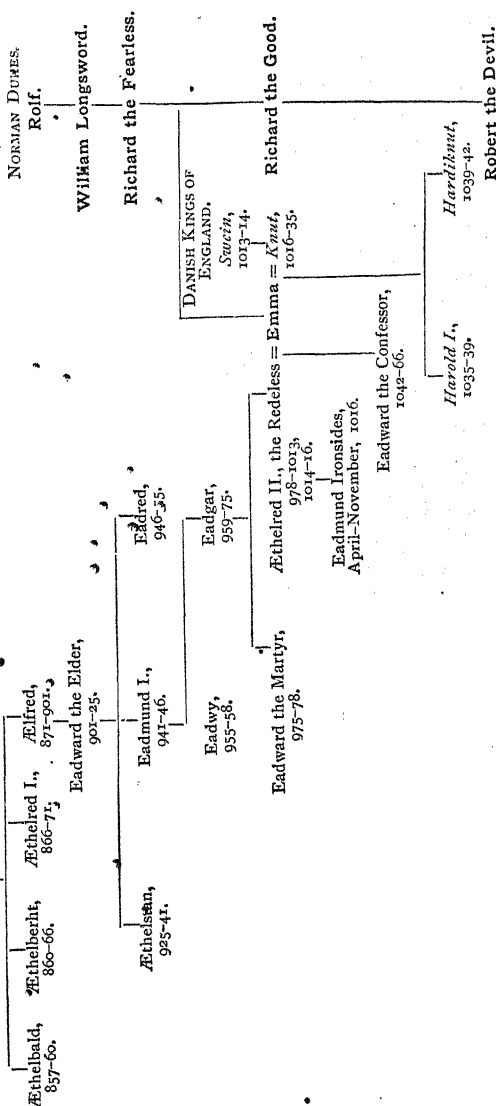 Æthelbald,
857-60.
Æthelberht,
860-66.
Æthelred I.,
866-71.
Ælfred,
871-901.
Eadward the Elder,
901-25.
Æthelstan,
925-41.
Eadmund I.,
941-46.
Eadred,
946-55.
Eadwy,
955-58.
Eadgar,
959-75.
Eadward the Martyr,
975-78.
Æthelred II., the Redeless = Emma = Knut,
978-1013,
1014-16.
1016-35.
Eadmund Ironsides,
April-November, 1016.
Eadward the Confessor,
1042-66.
DANISH KINGS OF
ENGLAND.
Swein,
1013-14.
Harold I.,
1035-39.
Hardiknut,
1039-42.
NORMAN DUKES.
Rolf.
William Longsword.
Richard the Fearless.
Richard the Good.
Robert the Devil.